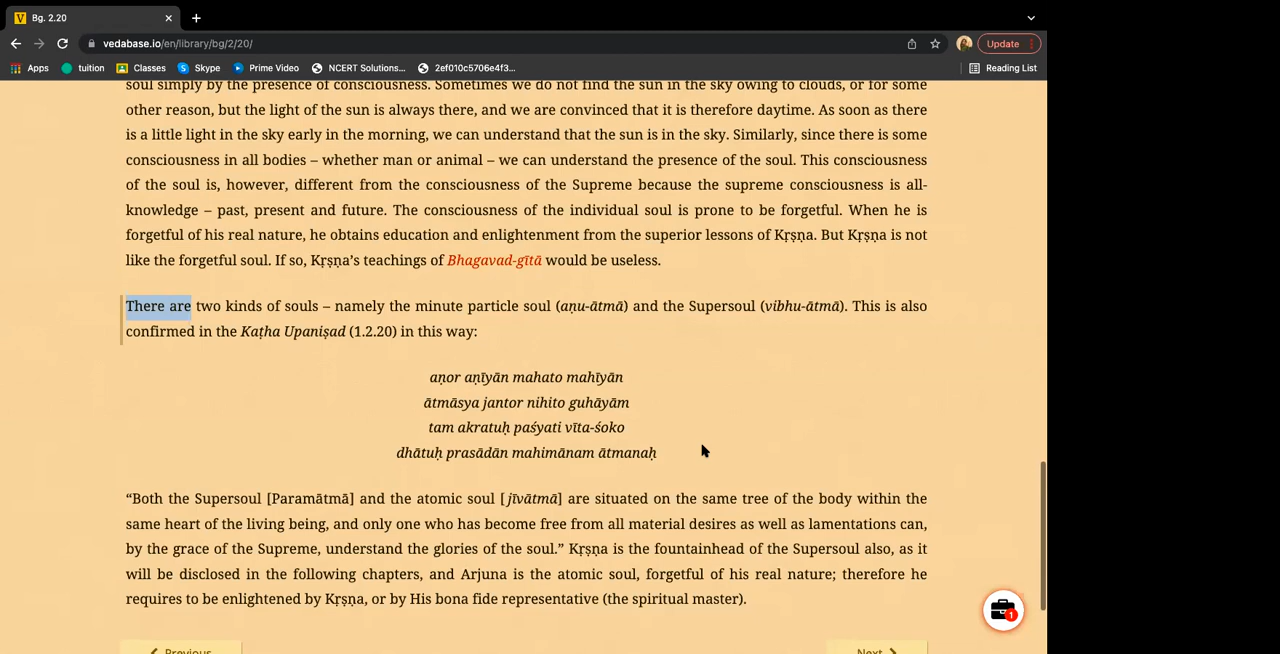 V Bg. 2.20
vedabase.io/en/library/bg/2/20/
Update
Apps tuition Classes Skype Prime Video NCERT Solutions... 2ef010c5706e4f3... Reading List
soul simply by the presence of consciousness. Sometimes we do not find the sun in the sky owing to clouds, or for some
other reason, but the light of the sun is always there, and we are convinced that it is therefore daytime. As soon as there
is a little light in the sky early in the morning, we can understand that the sun is in the sky. Similarly, since there is some
consciousness in all bodies – whether man or animal – we can understand the presence of the soul. This consciousness
of the soul is, however, different from the consciousness of the Supreme because the supreme consciousness is all-
knowledge – past, present and future. The consciousness of the individual soul is prone to be forgetful. When he is
forgetful of his real nature, he obtains education and enlightenment from the superior lessons of Kṛṣṇa. But Kṛṣṇa is not
like the forgetful soul. If so, Kṛṣṇa’s teachings of Bhagavad-gītā would be useless.
There are two kinds of souls – namely the minute particle soul (aṇu-ātmā) and the Supersoul (vibhu-ātmā). This is also
confirmed in the Kaṭha Upaniṣad (1.2.20) in this way:
aṇor aṇīyān mahato mahīyān
ātmāsya jantor nihito guhāyām
tam akratuḥ paśyati vīta-śoko
dhātuḥ prasādān mahimānam ātmanaḥ
“Both the Supersoul [Paramātmā] and the atomic soul [jīvātmā] are situated on the same tree of the body within the
same heart of the living being, and only one who has become free from all material desires as well as lamentations can,
by the grace of the Supreme, understand the glories of the soul.” Kṛṣṇa is the fountainhead of the Supersoul also, as it
will be disclosed in the following chapters, and Arjuna is the atomic soul, forgetful of his real nature; therefore he
requires to be enlightened by Kṛṣṇa, or by His bona fide representative (the spiritual master).
1
Previous Next